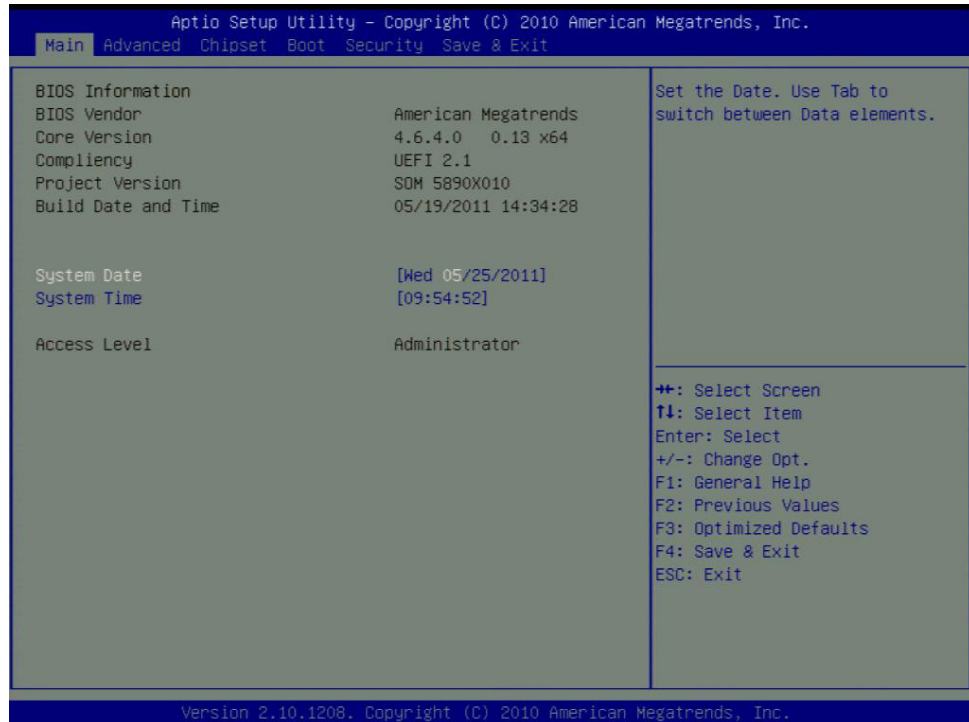 Aptio Setup Utility – Copyright (C) 2010 American Megatrends, Inc.
Main Advanced Chipset Boot Security Save & Exit
BIOS Information
BIOS Vendor American Megatrends
Core Version 4.6.4.0 0.13 x64
Compliency UEFI 2.1
Project Version SOM 5890X010
Build Date and Time 05/19/2011 14:34:28
System Date [Wed 05/25/2011]
System Time [09:54:52]
Access Level Administrator
Set the Date. Use Tab to
switch between Data elements.
→←: Select Screen
↑↓: Select Item
Enter: Select
+/-: Change Opt.
F1: General Help
F2: Previous Values
F3: Optimized Defaults
F4: Save & Exit
ESC: Exit
Version 2.10.1208. Copyright (C) 2010 American Megatrends, Inc.